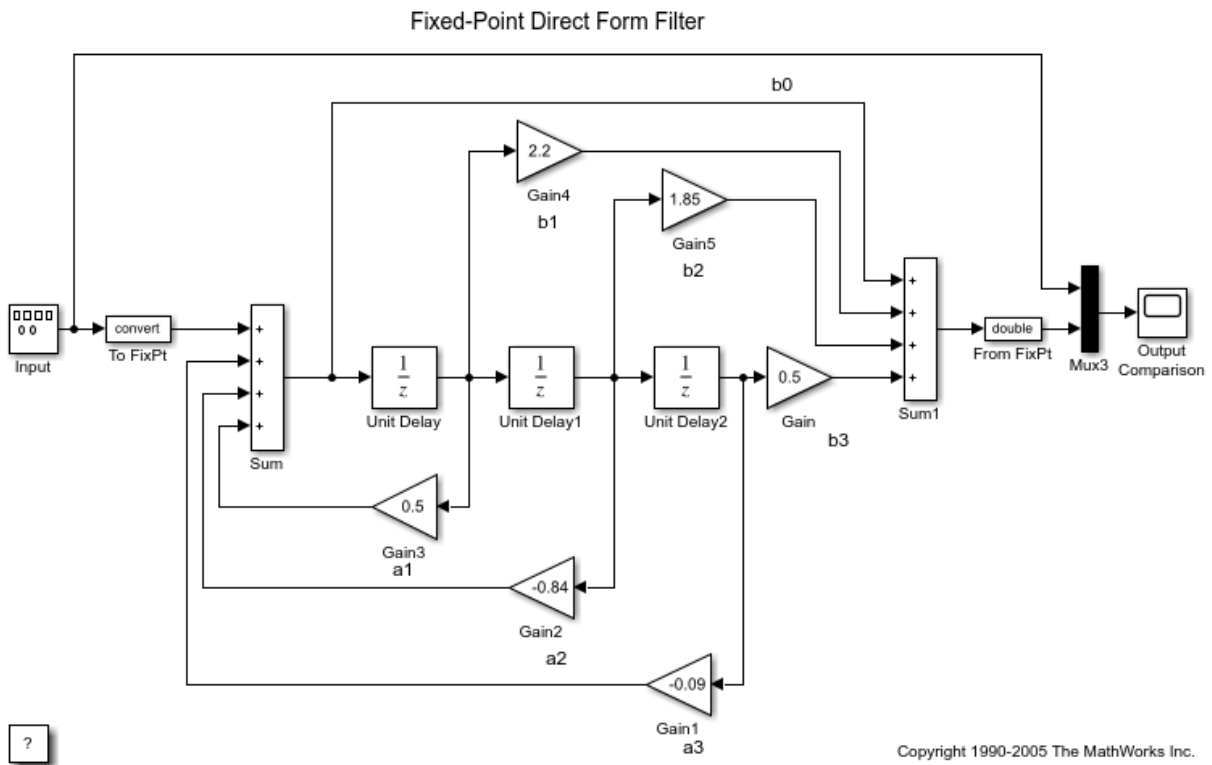 Fixed-Point Direct Form Filter
b0
2.2
Gain4
b1
1.85
Gain5
b2
0 0
Input
convert
To FixPt
+
+
+
+
Sum
1
z
Unit Delay
1
z
Unit Delay1
1
z
Unit Delay2
0.5
Gain
b3
+
+
+
+
Sum1
double
From FixPt
Mux3
Output
Comparison
0.5
Gain3
a1
-0.84
Gain2
a2
-0.09
Gain1
a3
?
Copyright 1990-2005 The MathWorks Inc.